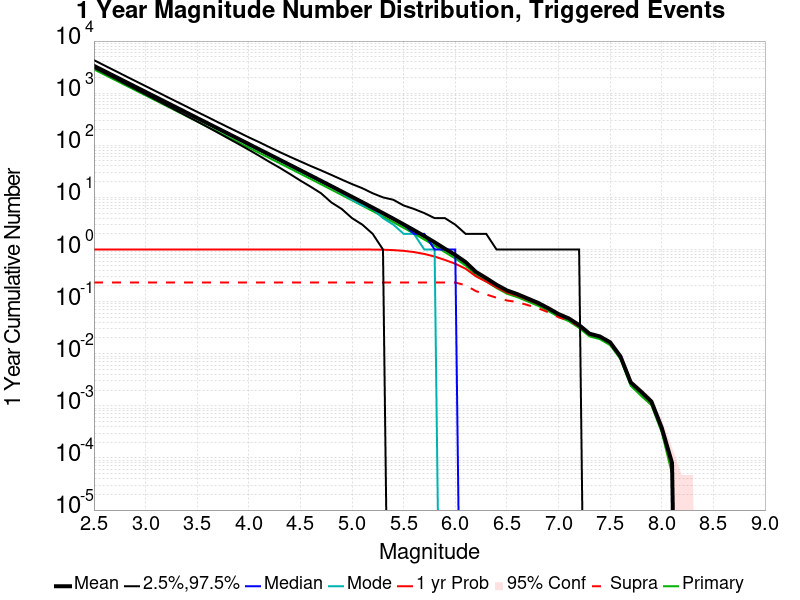 1 Year Magnitude Number Distribution, Triggered Events
1 Year Cumulative Number
10^4
10^3
10^2
10^1
10^0
10^-1
10^-2
10^-3
10^-4
10^-5
2.5 3.0 3.5 4.0 4.5 5.0 5.5 6.0 6.5 7.0 7.5 8.0 8.5 9.0
Magnitude
Mean 2.5%,97.5% Median Mode 1 yr Prob 95% Conf Supra Primary